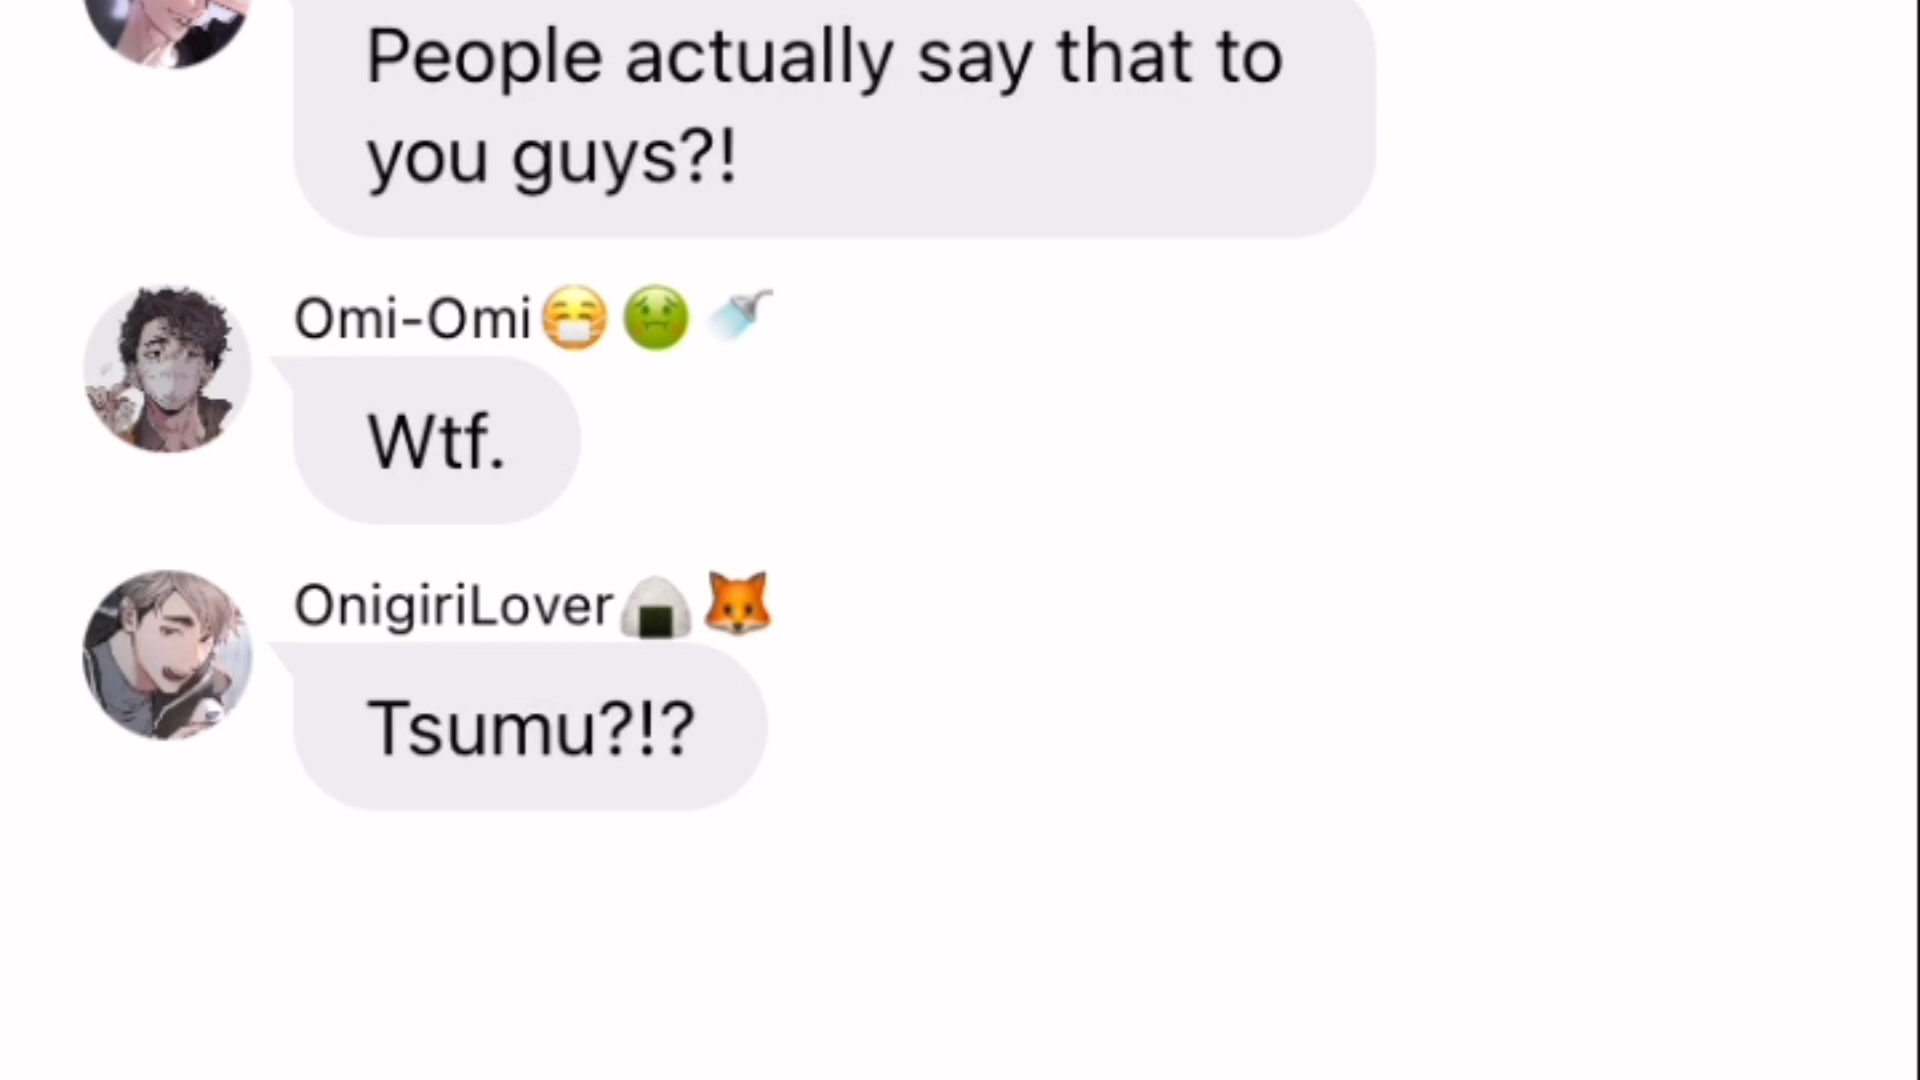 People actually say that to
you guys?!
Omi-Omi😷🤢🚿
Wtf.
OnigiriLover🍙🦊
Tsumu?!?